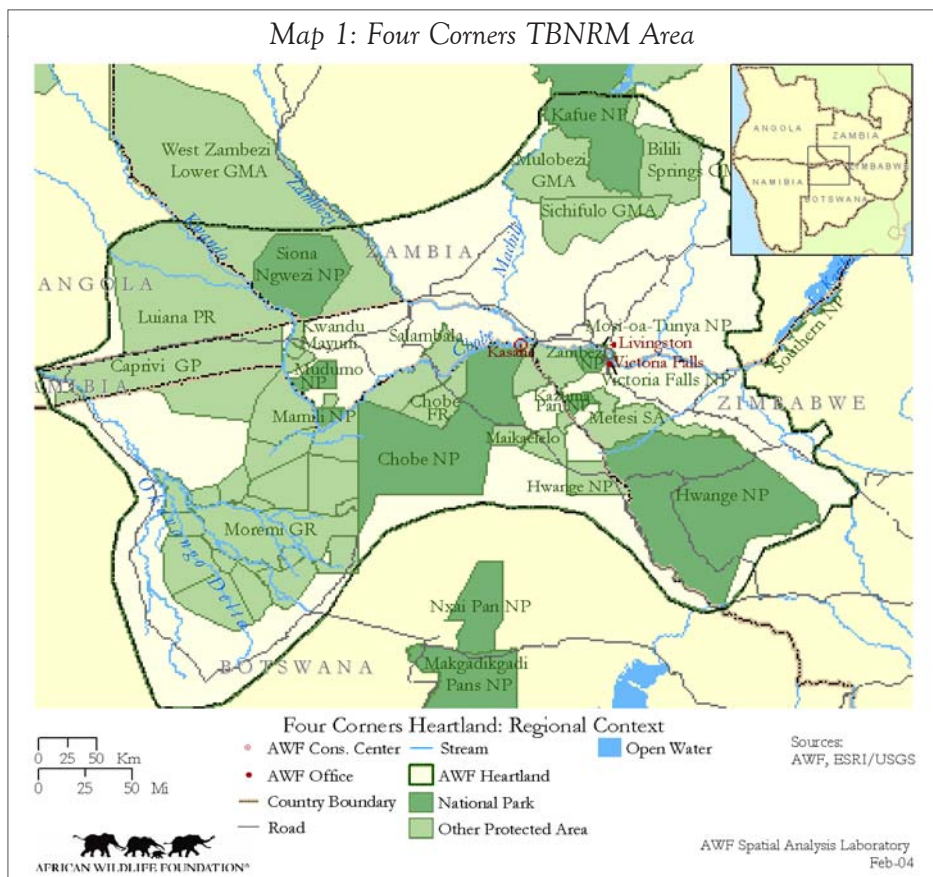 Map 1: Four Corners TBNRM Area
Kafue NP
West Zambezi
Lower GMA
Mulobezi
GMA
Bilili
Springs GM
Sichifulo GMA
ANGOLA
ZAMBIA
NAMIBIA
ZIMBABWE
BOTSWANA
Zambezi
Kwando
Machili
ZAMBIA
Siona
Ngwezi NP
ANGOLA
Luiana PR
Kwandu
Mayuni
Salambala
Chobe
Kasane
Mosi-oa-Tunya NP
Livingston
Zambezi
NP
Victoria Falls
Victoria Falls NP
Southern NP
Caprivi GP
MIBIA
Mudumo
NP
Mamili NP
Chobe
FR
Kazuma
Pan NP
Metesi SA
ZIMBABWE
Chobe NP
Maikaelelo
Hwange NP
Hwange NP
Okavango Delta
Moremi GR
Nxai Pan NP
BOTSWANA
Makgadikgadi
Pans NP
Four Corners Heartland: Regional Context
0 25 50 Km
0 25 50 Mi
AWF Cons. Center
AWF Office
Country Boundary
Road
Stream
AWF Heartland
National Park
Other Protected Area
Open Water
Sources:
AWF, ESRI/USGS
AFRICAN WILDLIFE FOUNDATION®
AWF Spatial Analysis Laboratory
Feb-04